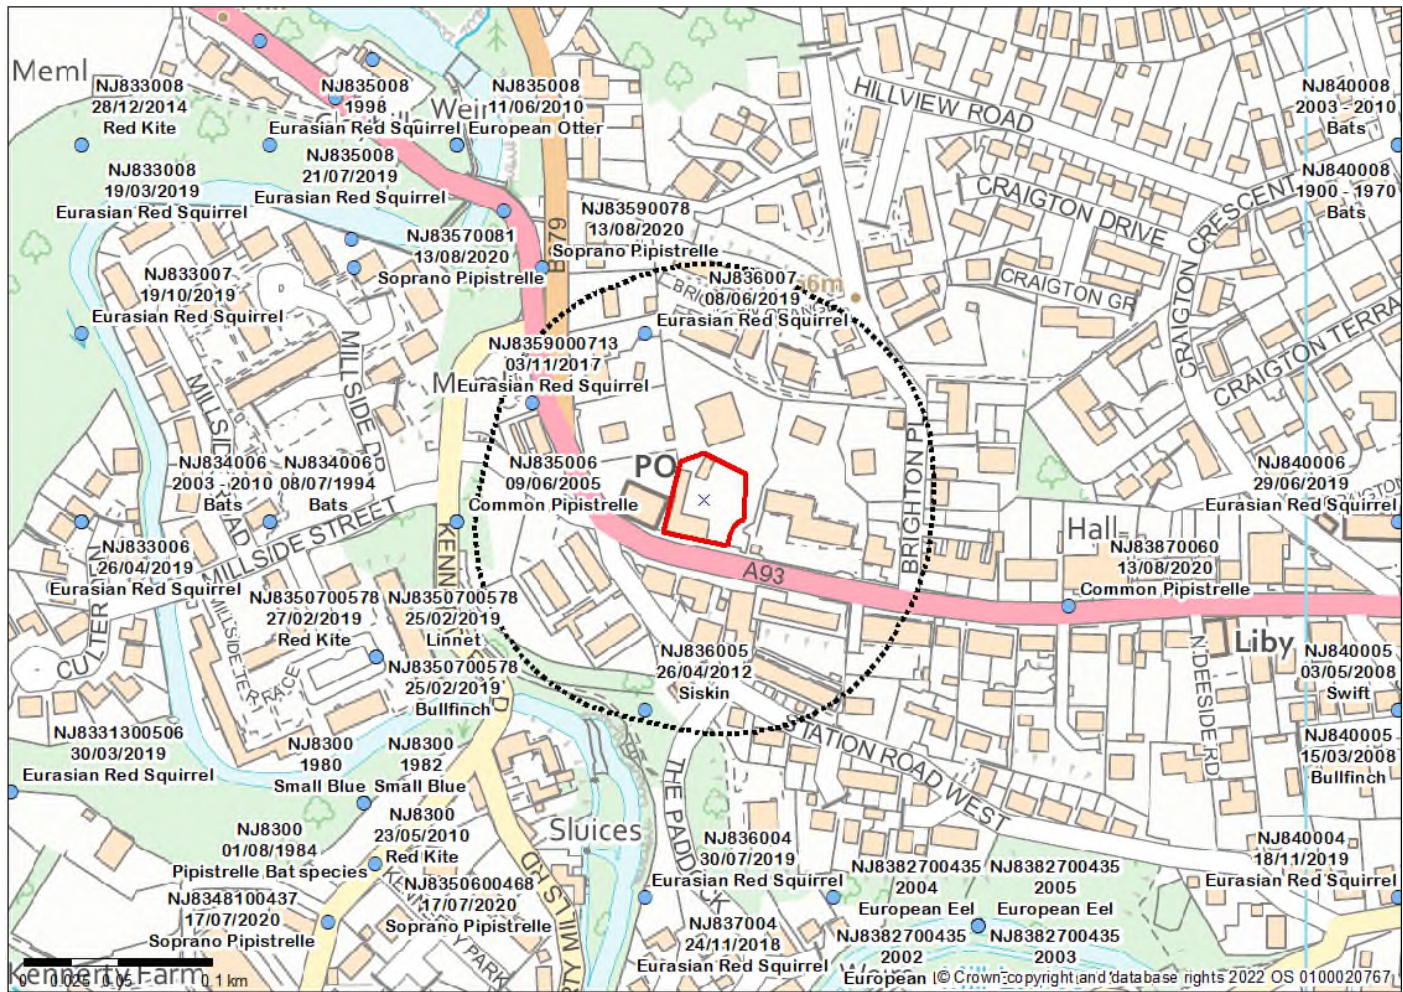 Meml
NJ833008
28/12/2014
Red Kite
NJ835008
1998
Eurasian Red Squirrel
Weir
NJ835008
11/06/2010
European Otter
HILLVIEW ROAD
NJ840008
2003 - 2010
Bats
NJ833008
19/03/2019
Eurasian Red Squirrel
NJ835008
21/07/2019
Eurasian Red Squirrel
NJ840008
1900 - 1970
Bats
CRAIGTON DRIVE
CRAIGTON CRESCENT
NJ83570081
13/08/2020
Soprano Pipistrelle
B979
NJ83590078
13/08/2020
Soprano Pipistrelle
CRAIGTON GR
NJ833007
19/10/2019
Eurasian Red Squirrel
NJ836007
08/06/2019
Eurasian Red Squirrel
MILLSIDE DR
CRAIGTON TERRA
NJ8359000713
03/11/2017
Eurasian Red Squirrel
BRIGHTON PL
NJ834006
2003 - 2010
Bats
NJ834006
08/07/1994
Bats
NJ835006
09/06/2005
Common Pipistrelle
PO
NJ840006
29/06/2019
Eurasian Red Squirrel
MILLSIDE STREET
Hall
NJ833006
26/04/2019
Eurasian Red Squirrel
A93
NJ83870060
13/08/2020
Common Pipistrelle
NJ8350700578
27/02/2019
Red Kite
NJ8350700578
25/02/2019
Linnet
NJ8350700578
25/02/2019
Bullfinch
NJ836005
26/04/2012
Siskin
Liby
N DEESIDE RD
NJ840005
03/05/2008
Swift
NJ8331300506
30/03/2019
Eurasian Red Squirrel
NJ8300
1980
Small Blue
NJ8300
1982
Small Blue
STATION ROAD WEST
NJ840005
15/03/2008
Bullfinch
THE PADDOCK
NJ8300
01/08/1984
Pipistrelle Bat species
NJ8300
23/05/2010
Red Kite
Sluices
NJ836004
30/07/2019
Eurasian Red Squirrel
NJ840004
18/11/2019
Eurasian Red Squirrel
NJ8348100437
17/07/2020
Soprano Pipistrelle
NJ8350600468
17/07/2020
Soprano Pipistrelle
NJ8382700435
2004
European Eel
NJ8382700435
2005
European Eel
NJ837004
24/11/2018
Eurasian Red Squirrel
NJ8382700435
2002
European
NJ8382700435
2003
Kennerty Farm
0 0.025 0.05 0.1 km
© Crown copyright and database rights 2022 OS 0100020767